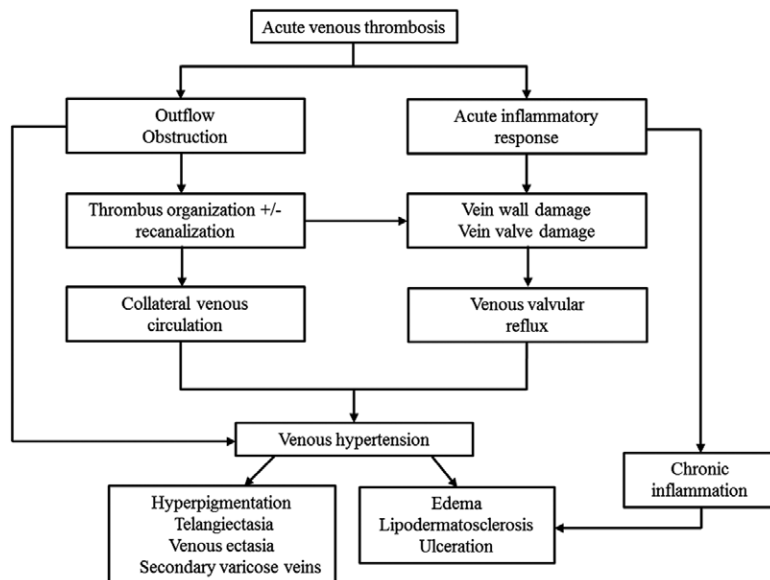 Acute venous thrombosis
Outflow
Obstruction
Acute inflammatory
response
Thrombus organization +/-
recanalization
Vein wall damage
Vein valve damage
Collateral venous
circulation
Venous valvular
reflux
Venous hypertension
Chronic
inflammation
Hyperpigmentation
Telangiectasia
Venous ectasia
Secondary varicose veins
Edema
Lipodermatosclerosis
Ulceration